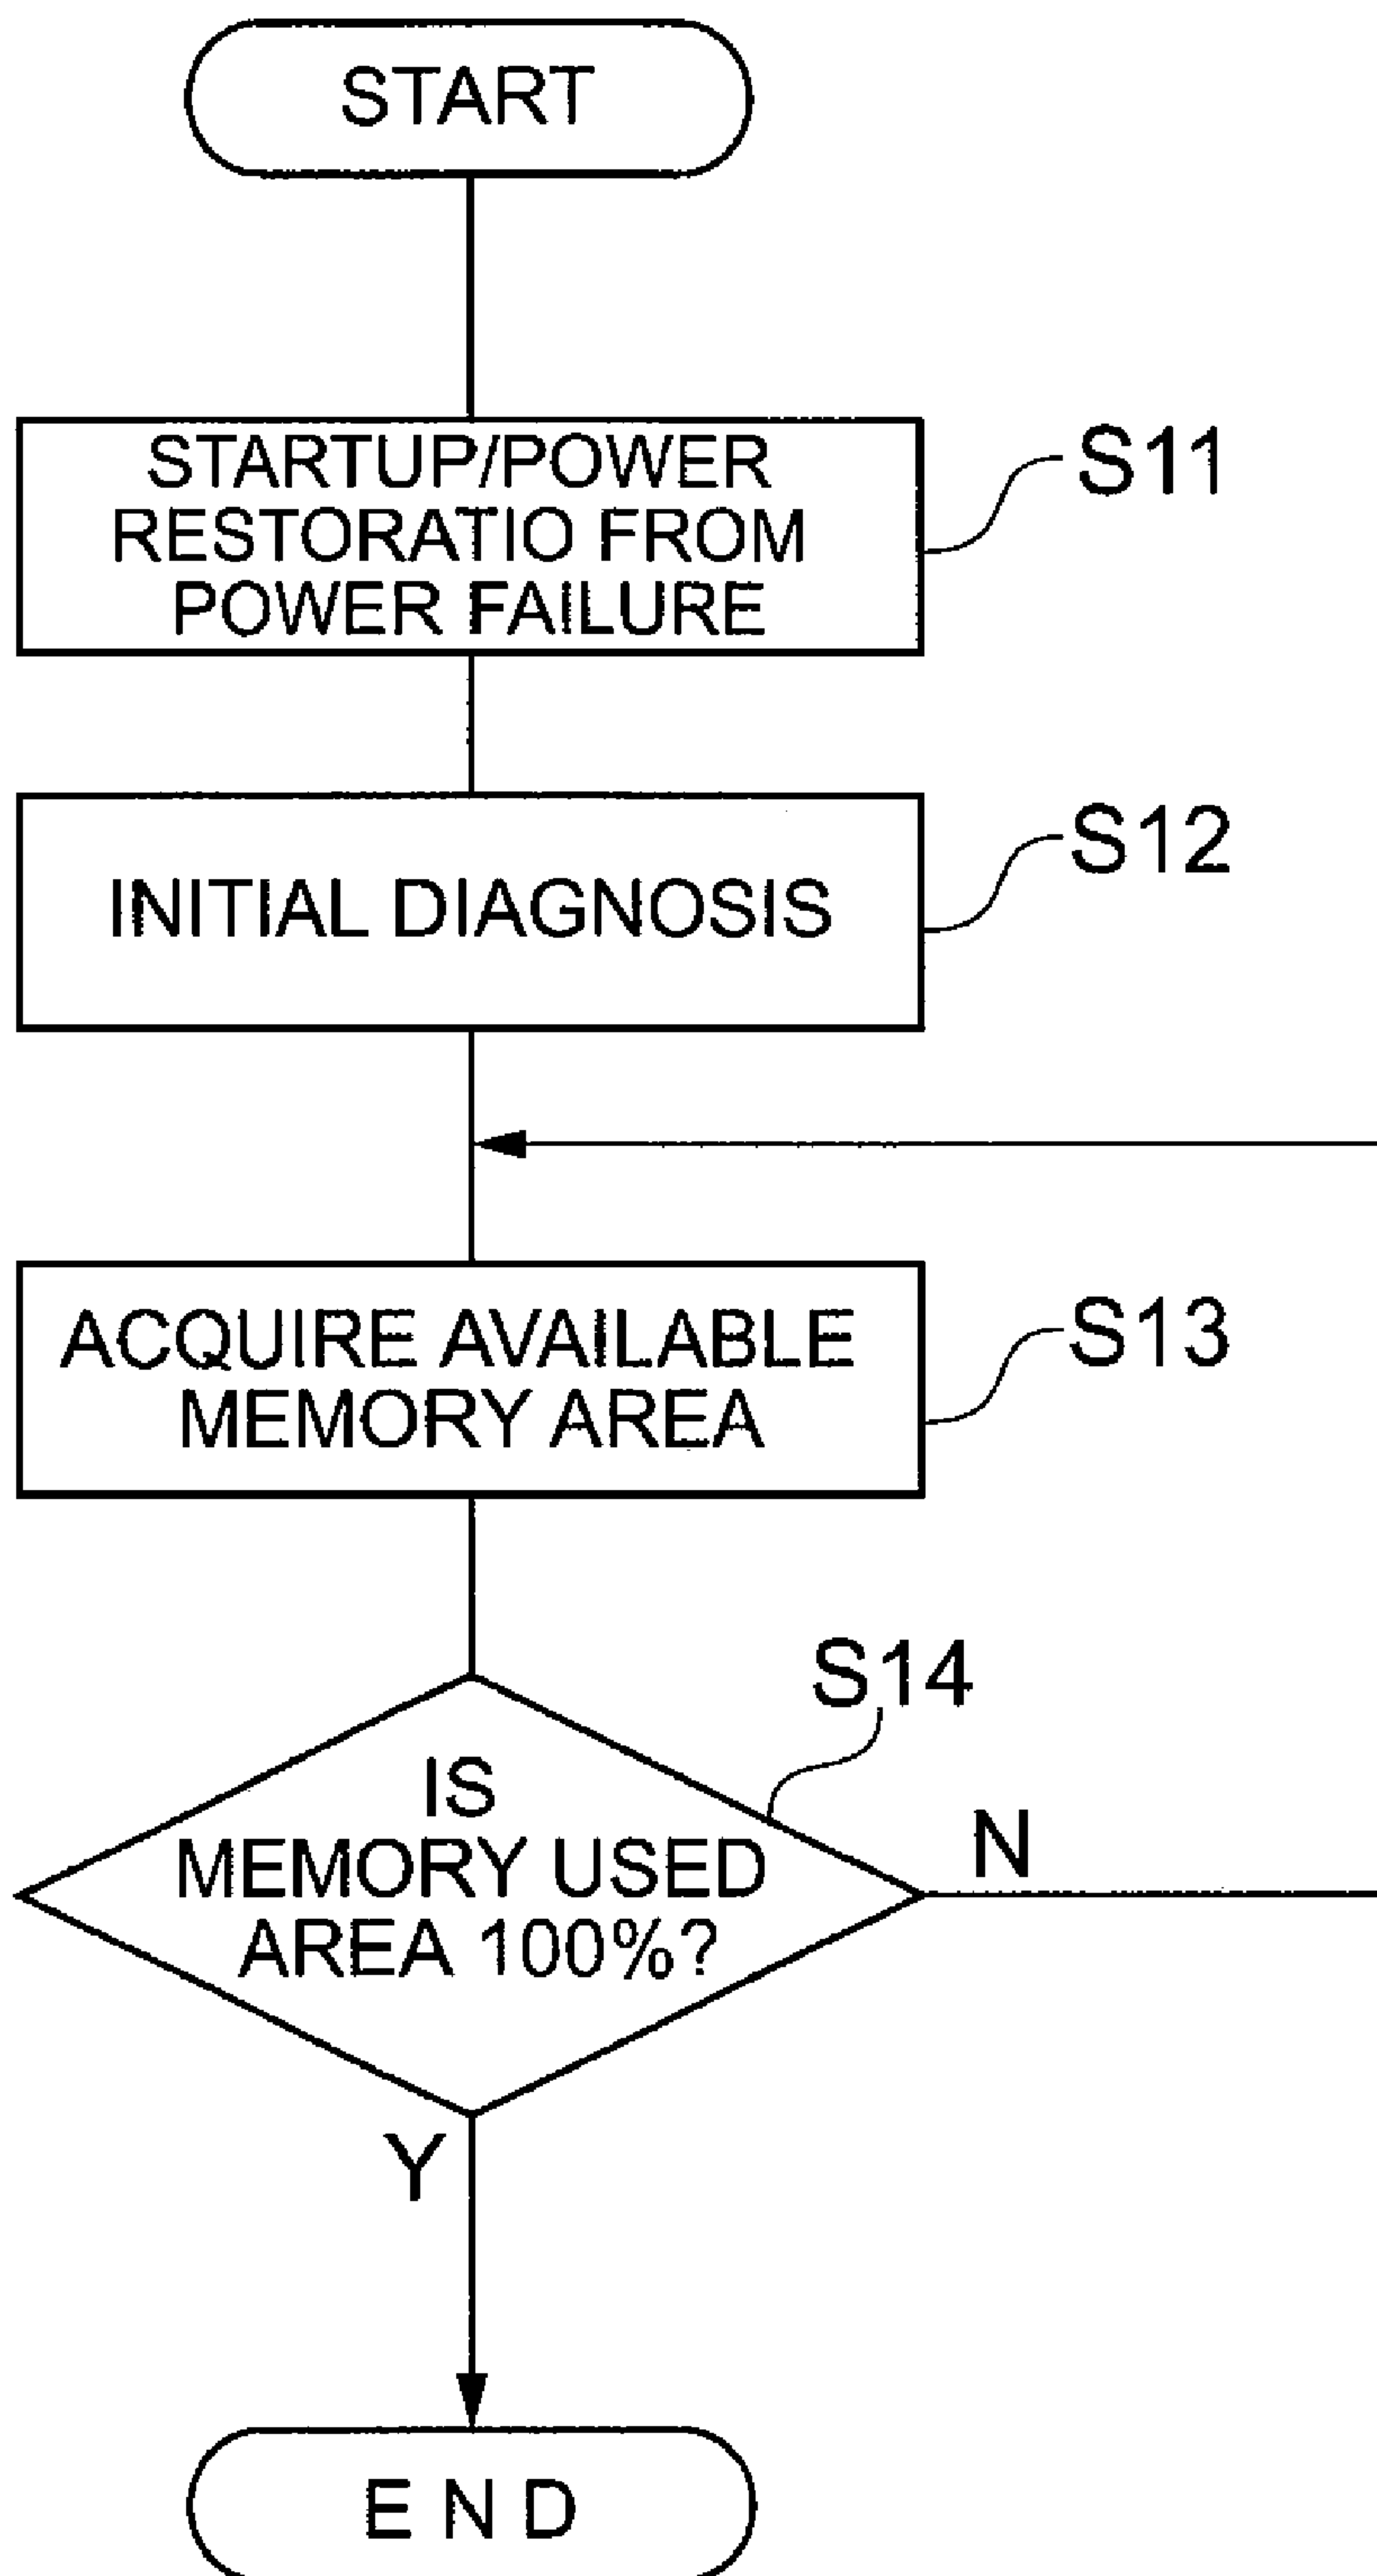 START
STARTUP/POWER
RESTORATIO FROM
POWER FAILURE
S11
INITIAL DIAGNOSIS
S12
ACQUIRE AVAILABLE
MEMORY AREA
S13
S14
IS
MEMORY USED
AREA 100%?
N
Y
END